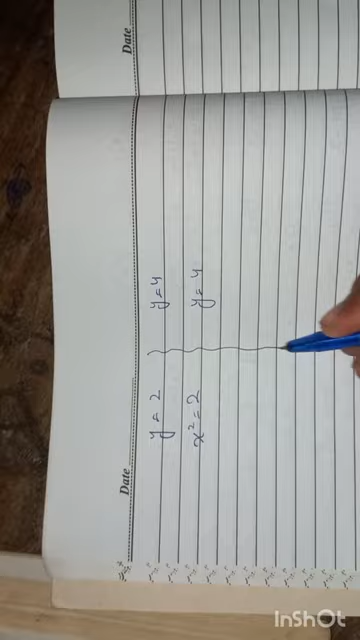 Date
Date
y = 2 y = 4
x² = 2 y = 4
InShOt